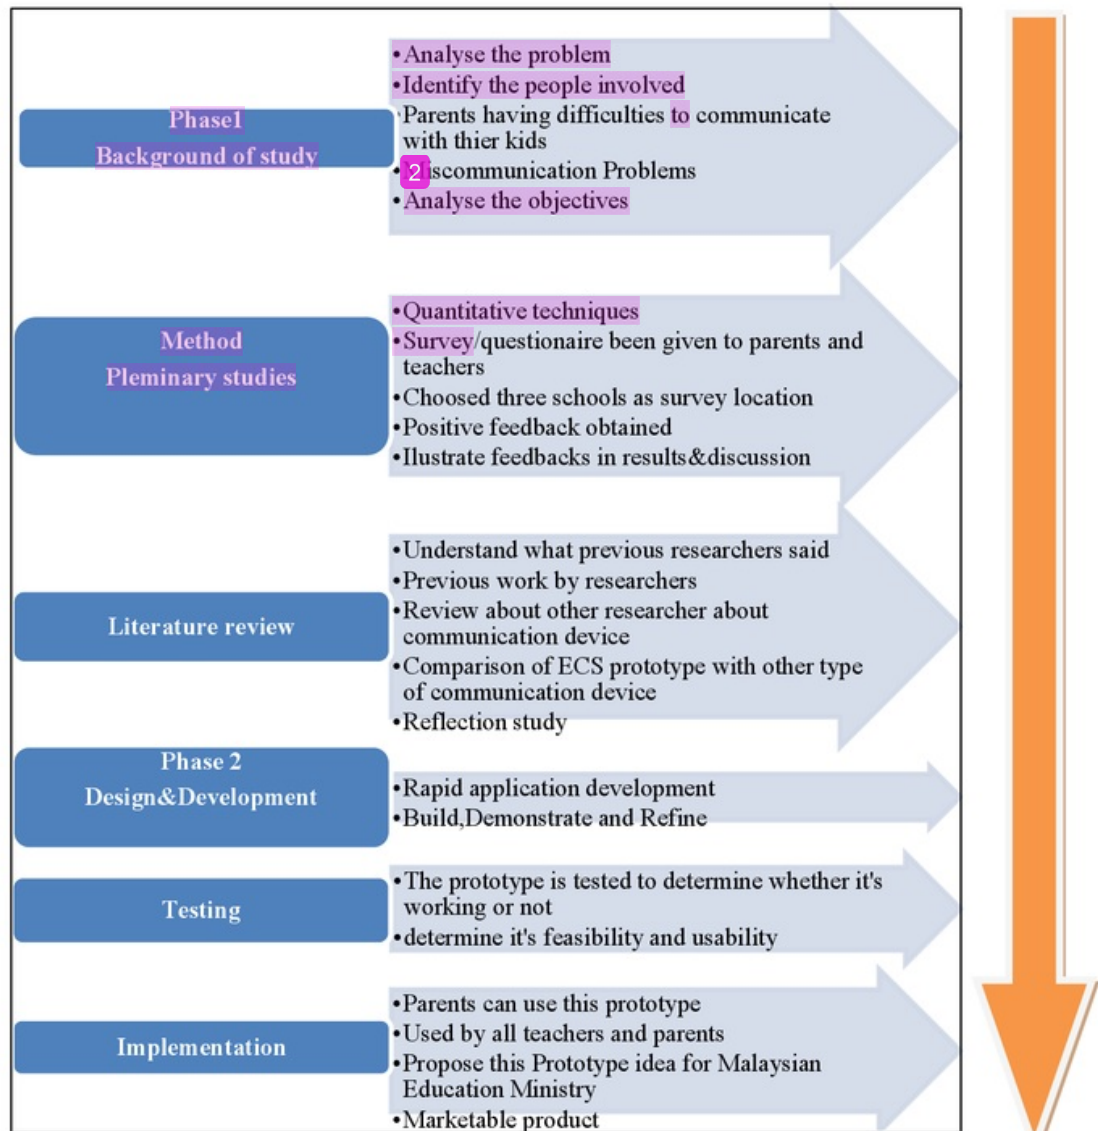 Phase1
Background of study
•Analyse the problem
•Identify the people involved
•Parents having difficulties to communicate
with thier kids
•Miscommunication Problems
2
•Analyse the objectives
Method
Pleminary studies
•Quantitative techniques
•Survey/questionaire been given to parents and
teachers
•Choosed three schools as survey location
•Positive feedback obtained
•Ilustrate feedbacks in results&discussion
Literature review
•Understand what previous researchers said
•Previous work by researchers
•Review about other researcher about
communication device
•Comparison of ECS prototype with other type
of communication device
•Reflection study
Phase 2
Design&Development
•Rapid application development
•Build,Demonstrate and Refine
Testing
•The prototype is tested to determine whether it's
working or not
•determine it's feasibility and usability
Implementation
•Parents can use this prototype
•Used by all teachers and parents
•Propose this Prototype idea for Malaysian
Education Ministry
•Marketable product